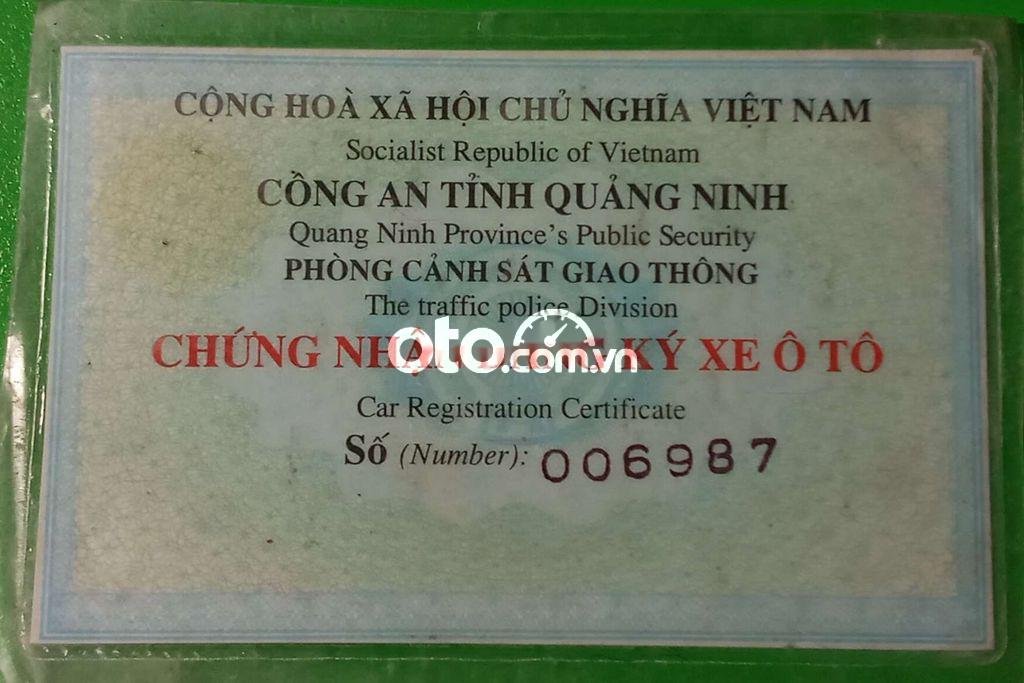 CỘNG HOÀ XÃ HỘI CHỦ NGHĨA VIỆT NAM
Socialist Republic of Vietnam
CỒNG AN TỈNH QUẢNG NINH
Quang Ninh Province's Public Security
PHÒNG CẢNH SÁT GIAO THÔNG
The traffic police Division
CHỨNG NHẬN KÝ XE Ô TÔ
oto.com.vn
Car Registration Certificate
Số (Number): 006987